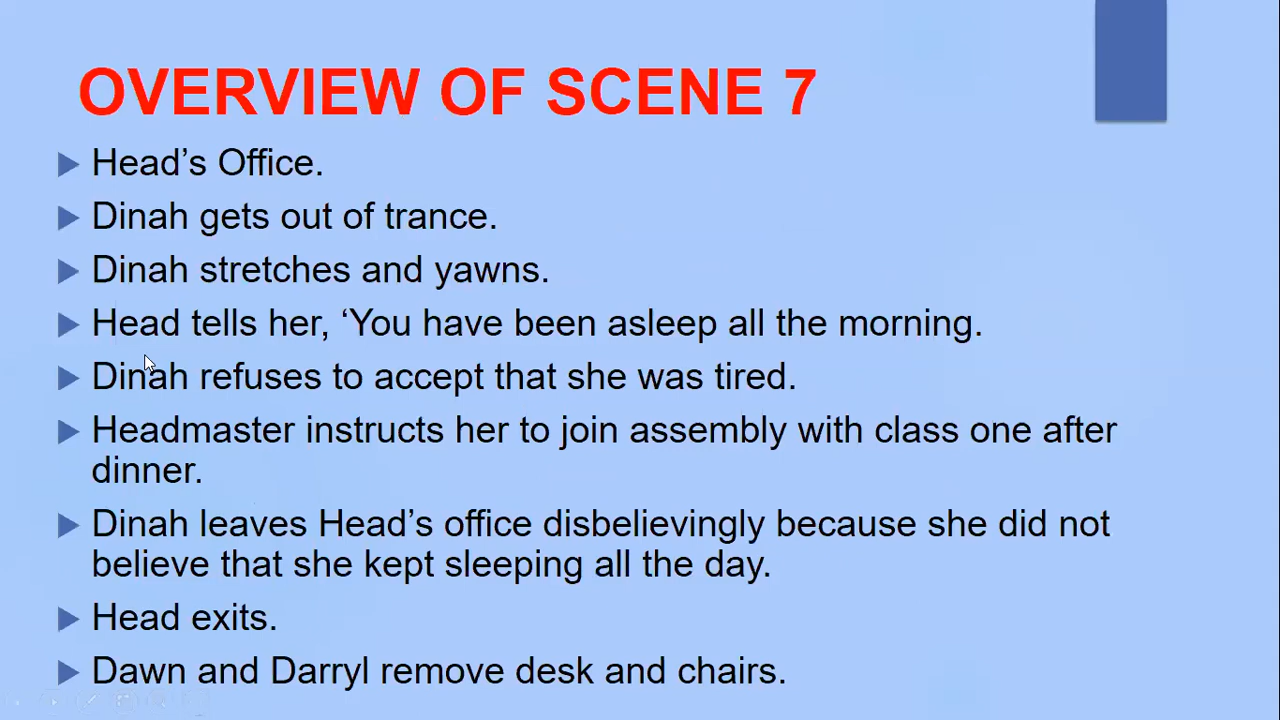 OVERVIEW OF SCENE 7
Head’s Office.
Dinah gets out of trance.
Dinah stretches and yawns.
Head tells her, ‘You have been asleep all the morning.
Dinah refuses to accept that she was tired.
Headmaster instructs her to join assembly with class one after
dinner.
Dinah leaves Head’s office disbelievingly because she did not
believe that she kept sleeping all the day.
Head exits.
Dawn and Darryl remove desk and chairs.